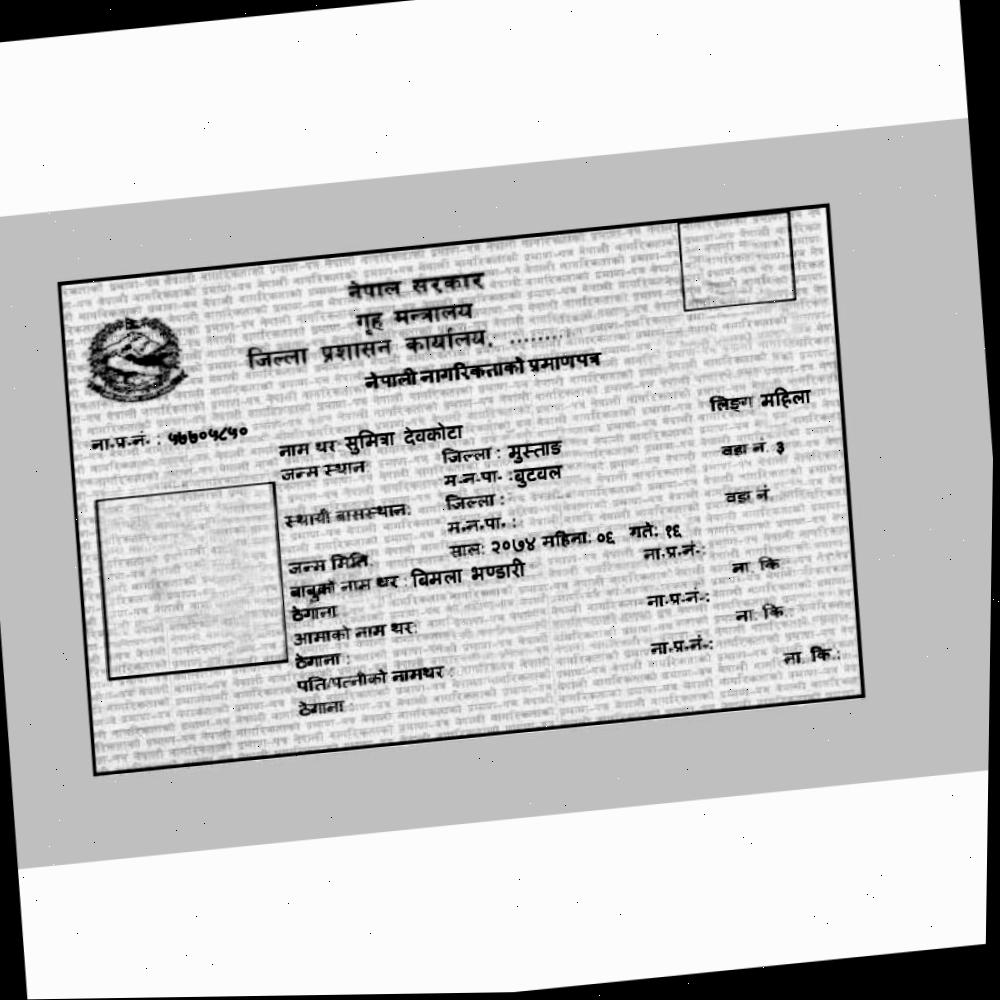 नेपाल सरकार
गृह मन्त्रालय
जिल्ला प्रशासन कार्यालय, ........
नेपाली नागरिकताको प्रमाणपत्र
लिङ्ग महिला
ना.प्र.नं. : ५७७०५८५०
नाम थर सुमित्रा देवकोटा
जन्म स्थान: जिल्ला : मुस्ताङ
म.न.पा. :बुटवल वडा नं. ३
स्थायी बासस्थान: जिल्ला :
म.न.पा. : वडा नं.
जन्म मिति: साल: २०७४ महिना: ०६ गते: १६
बाबुको नाम थर : बिमला भण्डारी ना.प्र.नं.:
ठेगाना ना. कि
आमाको नाम थर: ना.प्र.नं.:
ठेगाना : ना. कि.:
पति/पत्नीको नामथर : ना.प्र.नं.:
ठेगाना : ना. कि.: